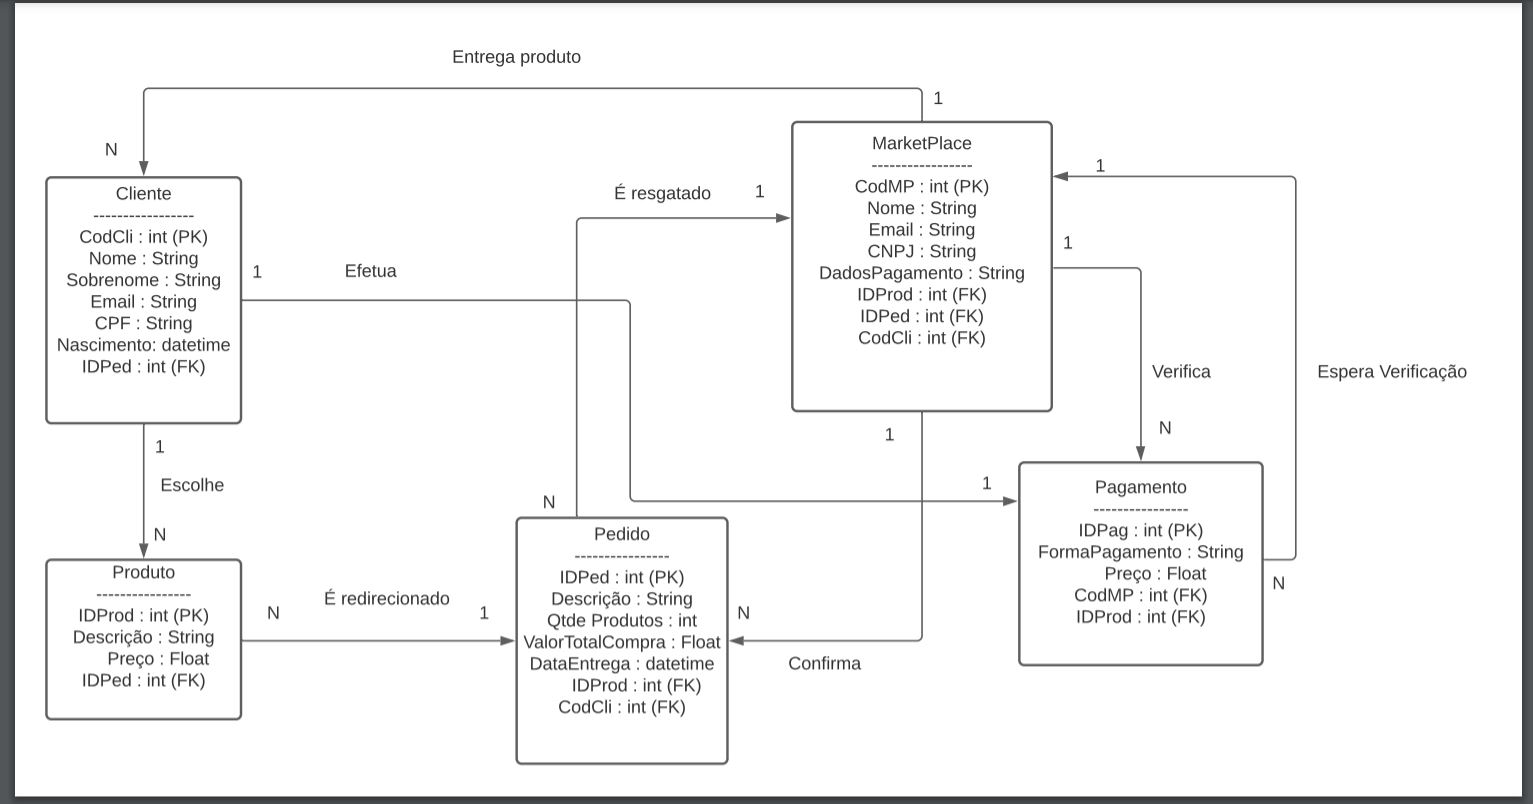 Entrega produto
1
N
MarketPlace
-----------------
CodMP : int (PK)
Nome : String
Email : String
CNPJ : String
DadosPagamento : String
IDProd : int (FK)
IDPed : int (FK)
CodCli : int (FK)
Cliente
-----------------
CodCli : int (PK)
Nome : String
Sobrenome : String
Email : String
CPF : String
Nascimento: datetime
IDPed : int (FK)
É resgatado
1
N
1
Efetua
1
1
1
Verifica
N
Espera Verificação
1
N
1
Escolhe
N
Produto
----------------
IDProd : int (PK)
Descrição : String
Preço : Float
IDPed : int (FK)
N
É redirecionado
1
Pedido
----------------
IDPed : int (PK)
Descrição : String
Qtde Produtos : int
ValorTotalCompra : Float
DataEntrega : datetime
IDProd : int (FK)
CodCli : int (FK)
N
Confirma
Pagamento
----------------
IDPag : int (PK)
FormaPagamento : String
Preço : Float
CodMP : int (FK)
IDProd : int (FK)
N